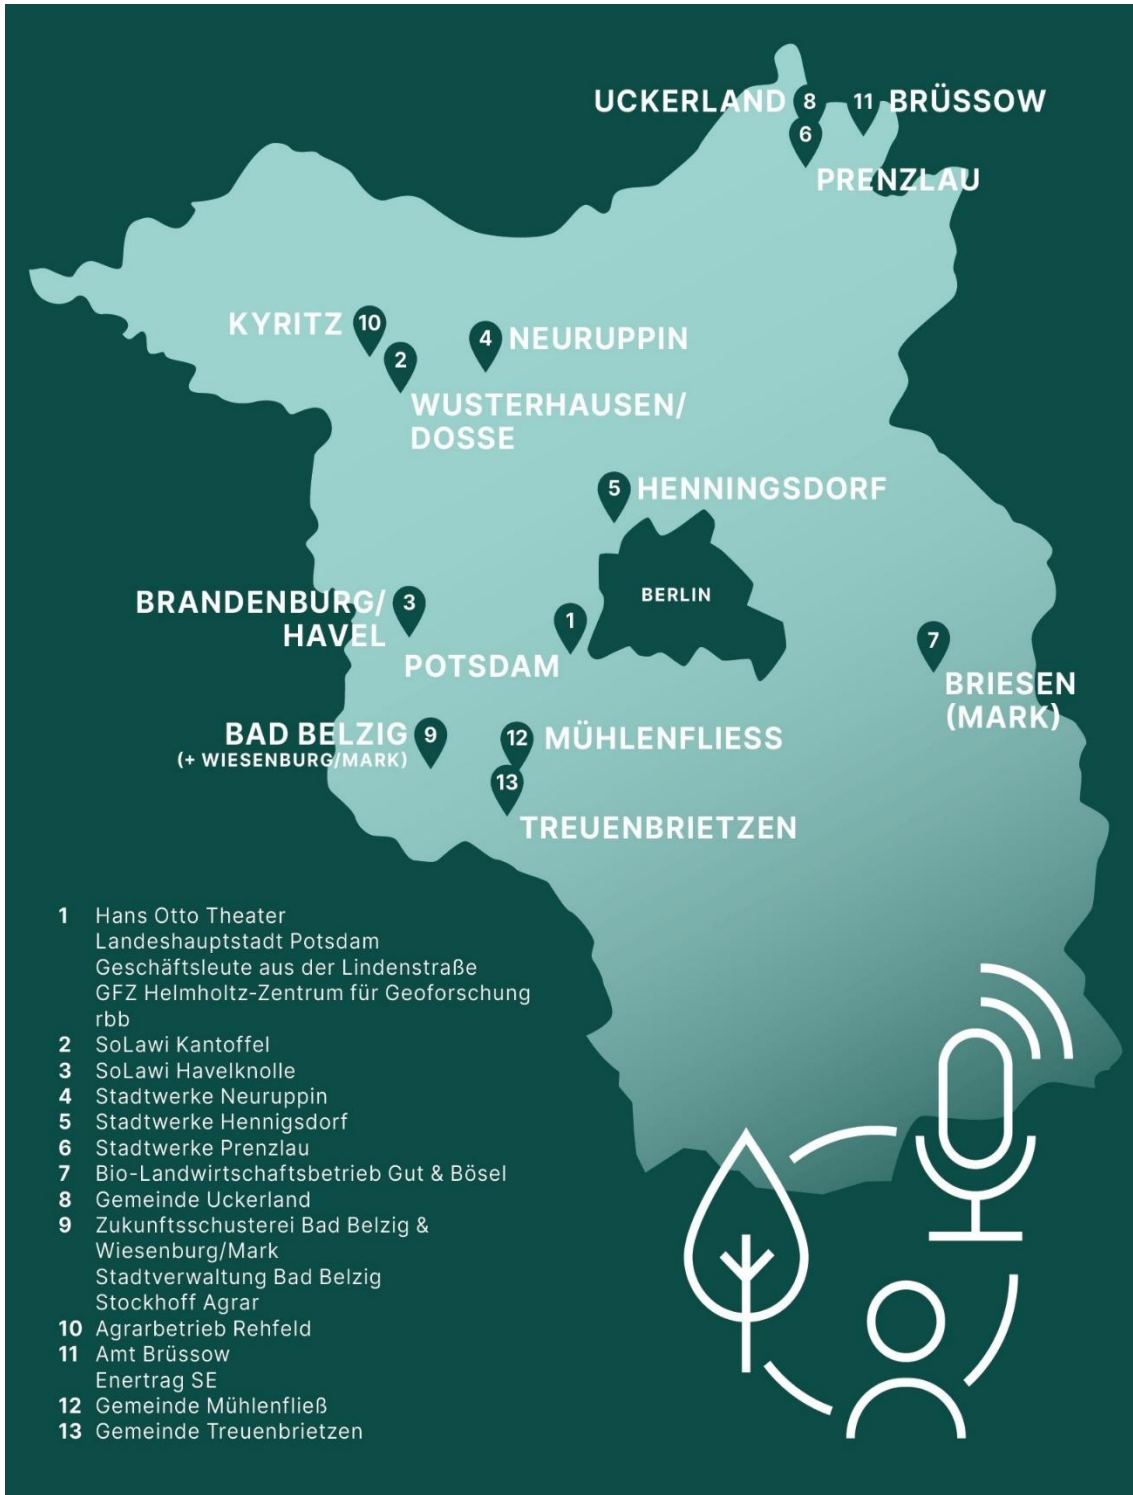 UCKERLAND 8 11 BRÜSSOW
6
PRENZLAU
KYRITZ 10
4 NEURUPPIN
2
WUSTERHAUSEN/
DOSSE
5 HENNINGSDORF
BERLIN
BRANDENBURG/
HAVEL
3
1
POTSDAM
7
BRIESEN
(MARK)
BAD BELZIG 9
(+ WIESENBURG/MARK)
12 MÜHLENFLIESS
13
TREUENBRIETZEN
1 Hans Otto Theater
Landeshauptstadt Potsdam
Geschäftsleute aus der Lindenstraße
GFZ Helmholtz-Zentrum für Geoforschung
rbb
2 SoLawi Kantoffel
3 SoLawi Havelknolle
4 Stadtwerke Neuruppin
5 Stadtwerke Hennigsdorf
6 Stadtwerke Prenzlau
7 Bio-Landwirtschaftsbetrieb Gut & Bösel
8 Gemeinde Uckerland
9 Zukunftsschusterei Bad Belzig &
Wiesenburg/Mark
Stadtverwaltung Bad Belzig
Stockhoff Agrar
10 Agrarbetrieb Rehfeld
11 Amt Brüssow
Enertrag SE
12 Gemeinde Mühlenfließ
13 Gemeinde Treuenbrietzen